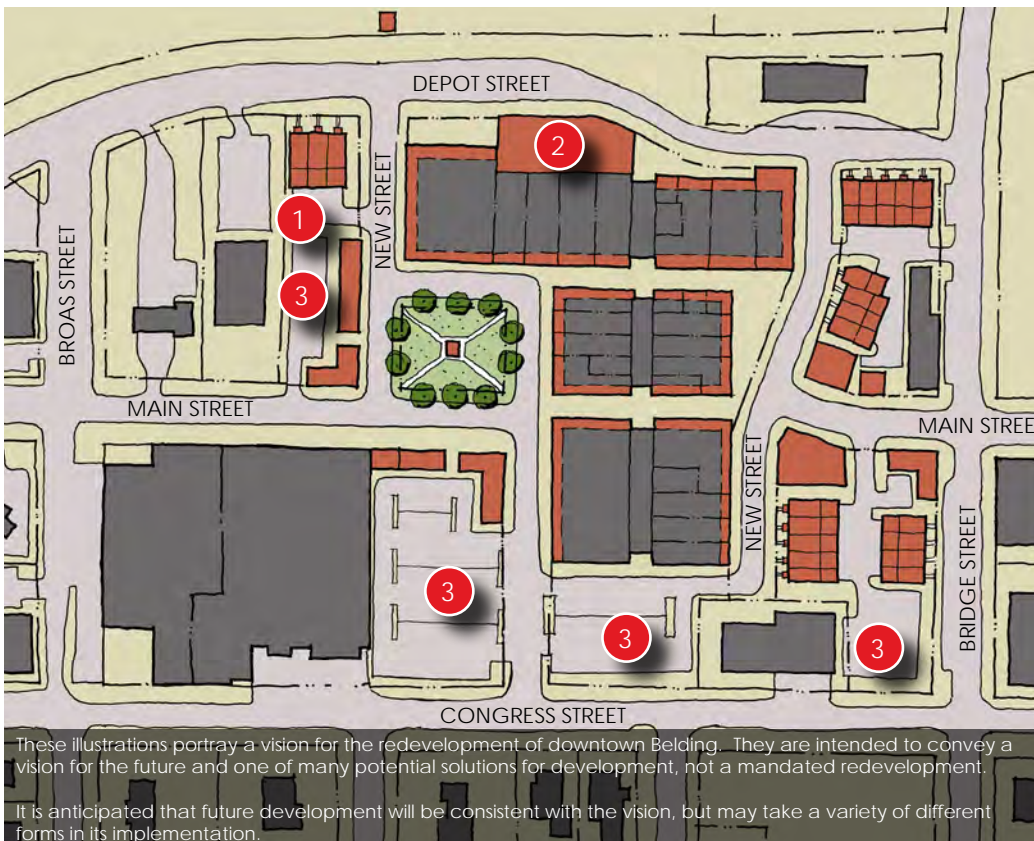 DEPOT STREET
2
1
NEW STREET
BROAS STREET
3
MAIN STREET
MAIN STREE
NEW STREET
3
3
3
BRIDGE STREET
CONGRESS STREET
These illustrations portray a vision for the redevelopment of downtown Belding. They are intended to convey a
vision for the future and one of many potential solutions for development, not a mandated redevelopment.
It is anticipated that future development will be consistent with the vision, but may take a variety of different
forms in its implementation.